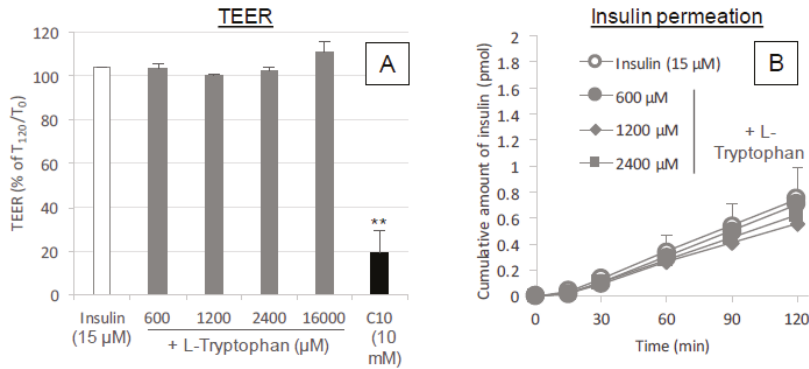 TEER
A
TEER (% of T120/T0)
120
100
80
60
40
20
0
**
Insulin
(15 µM)
600
1200
2400
16000
C10
(10
mM)
+ L-Tryptophan (µM)
Insulin permeation
B
Cumulative amount of insulin (pmol)
2
1.8
1.6
1.4
1.2
1
0.8
0.6
0.4
0.2
0
Insulin (15 µM)
600 µM
1200 µM
2400 µM
+ L-
Tryptophan
0
30
60
90
120
Time (min)